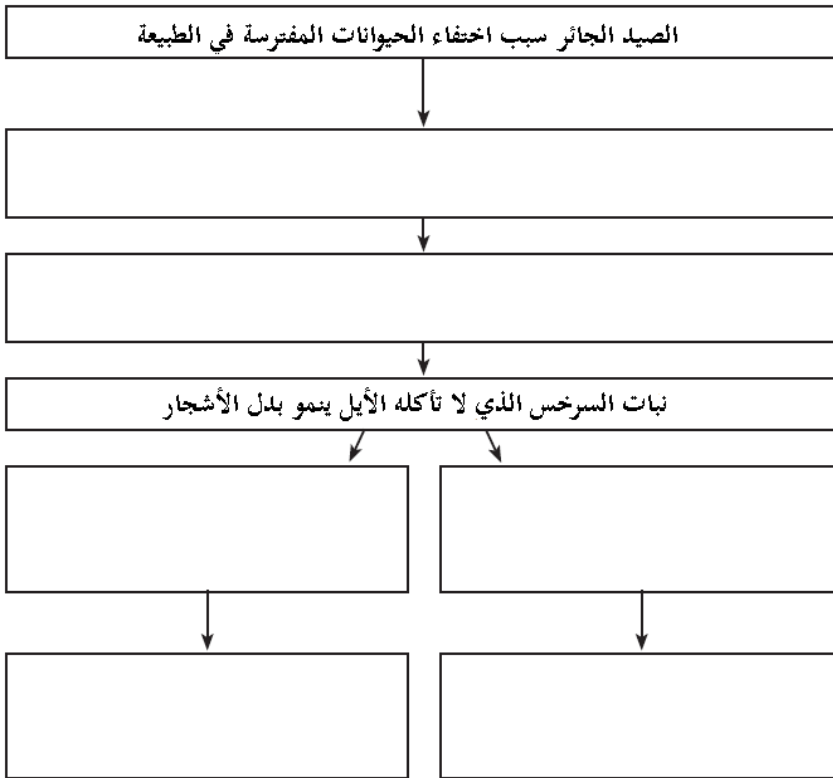 الصيد الجائر سبب اختفاء الحيوانات المفترسة في الطبيعة
نبات السرخس الذي لا تأكله الأيل ينمو بدل الأشجار